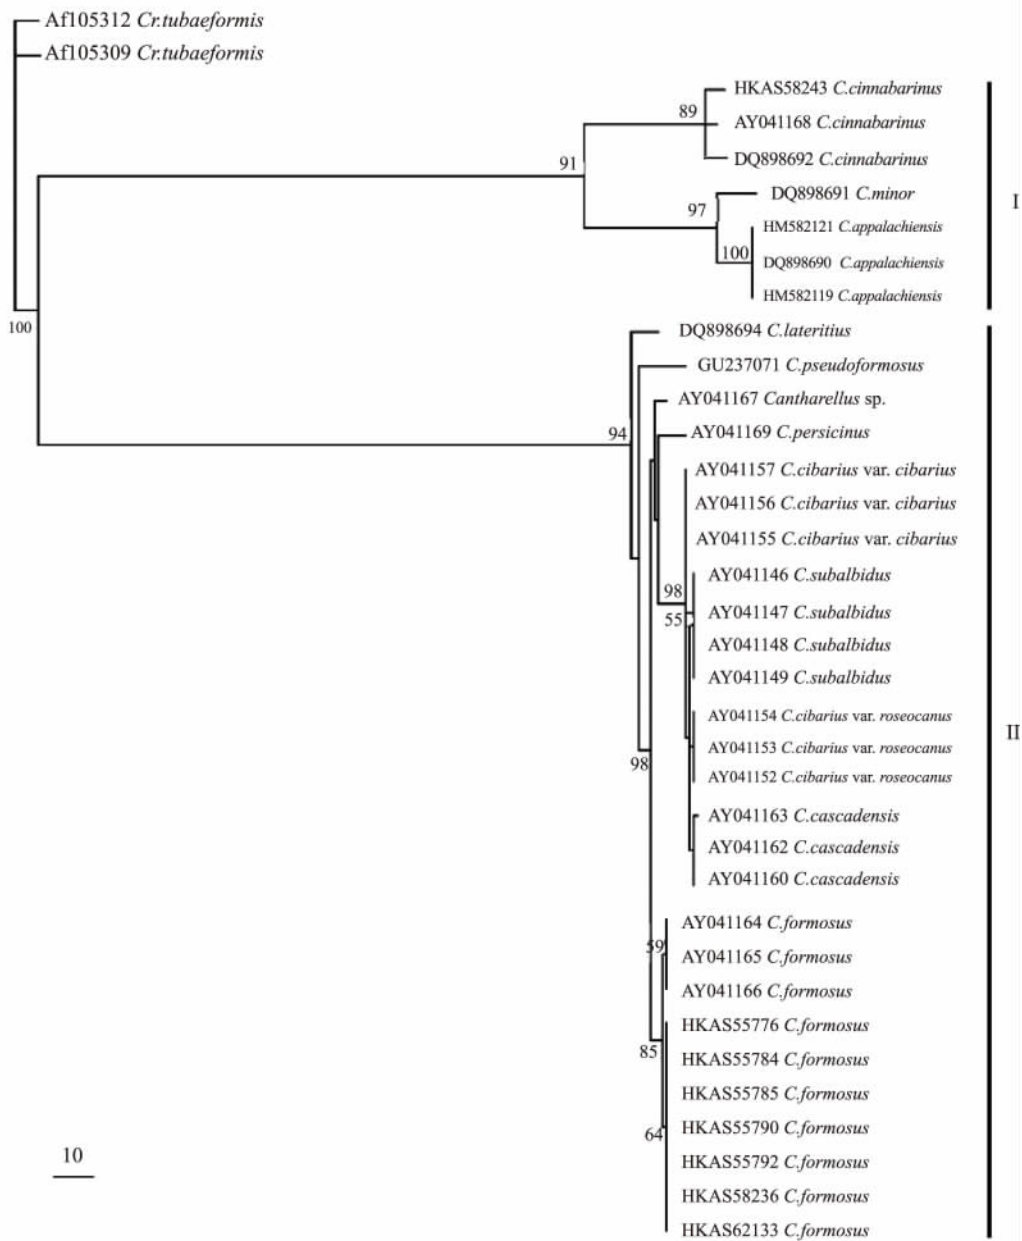 Af105312 Cr.tubaeformis
Af105309 Cr.tubaeformis
HKAS58243 C.cinnabarinus
89
AY041168 C.cinnabarinus
DQ898692 C.cinnabarinus
91
DQ898691 C.minor
I
97
HM582121 C.appalachiensis
100
DQ898690 C.appalachiensis
HM582119 C.appalachiensis
100
DQ898694 C.lateritius
GU237071 C.pseudoformosus
AY041167 Cantharellus sp.
94
AY041169 C.persicinus
AY041157 C.cibarius var. cibarius
AY041156 C.cibarius var. cibarius
AY041155 C.cibarius var. cibarius
AY041146 C.subalbidus
98
AY041147 C.subalbidus
55
AY041148 C.subalbidus
AY041149 C.subalbidus
AY041154 C.cibarius var. roseocanus
II
AY041153 C.cibarius var. roseocanus
98
AY041152 C.cibarius var. roseocanus
AY041163 C.cascadensis
AY041162 C.cascadensis
AY041160 C.cascadensis
AY041164 C.formosus
59
AY041165 C.formosus
AY041166 C.formosus
HKAS55776 C.formosus
85
HKAS55784 C.formosus
HKAS55785 C.formosus
HKAS55790 C.formosus
64
HKAS55792 C.formosus
10
HKAS58236 C.formosus
HKAS62133 C.formosus